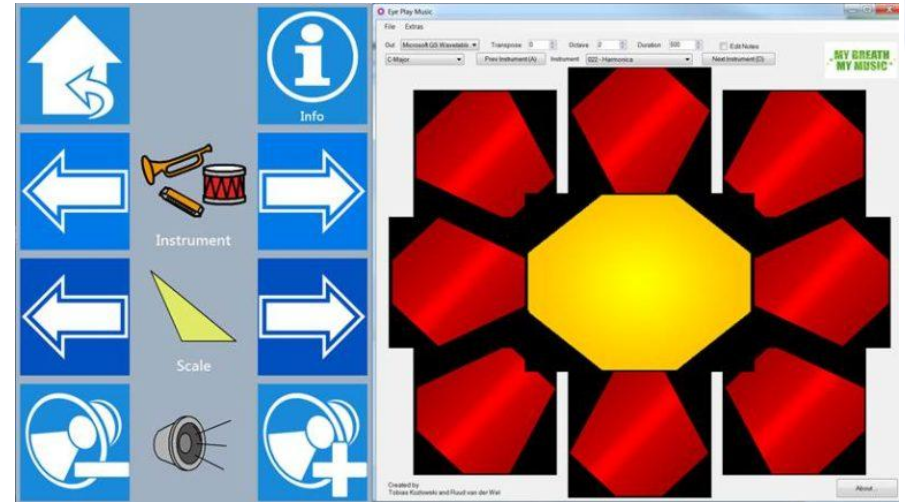 Info
Instrument
Scale
Eye Play Music
File Extras
Out Microsoft GS Wavetable Transpose 0 Octave 2 Duration 500 Edit Notes
C-Major Prev Instrument (A) Instrument 022 - Harmonica Next Instrument (D)
MY BREATH
MY MUSIC
Created by
Tobias Kozlowski and Ruud van der Wel
About...